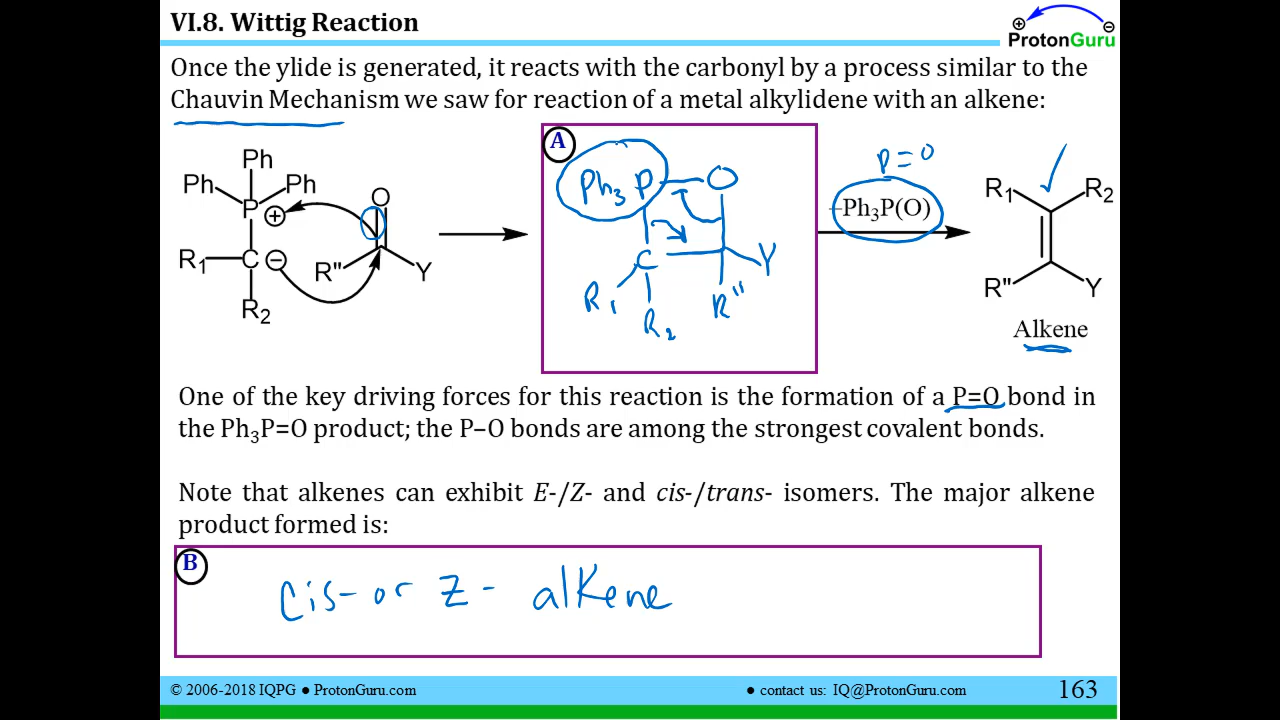 VI.8. Wittig Reaction
⊕ ⊖
ProtonGuru
Once the ylide is generated, it reacts with the carbonyl by a process similar to the
Chauvin Mechanism we saw for reaction of a metal alkylidene with an alkene:
Ph
Ph Ph
P ⊕
R₁ C ⊖
R₂
O
R" Y
A
Ph₃P O
C Y
R₁ R"
R₂
P=O
–Ph₃P(O)
R₁ R₂
R" Y
Alkene
One of the key driving forces for this reaction is the formation of a P=O bond in
the Ph₃P=O product; the P–O bonds are among the strongest covalent bonds.
Note that alkenes can exhibit E-/Z- and cis-/trans- isomers. The major alkene
product formed is:
B
cis- or Z- alkene
© 2006-2018 IQPG ● ProtonGuru.com ● contact us: IQ@ProtonGuru.com 163